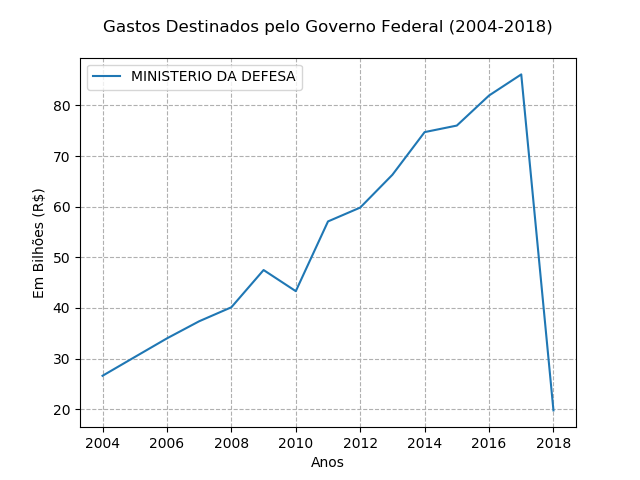 Gastos Destinados pelo Governo Federal (2004-2018)
MINISTERIO DA DEFESA
80
70
60
50
40
30
20
Em Bilhões (R$)
2004 2006 2008 2010 2012 2014 2016 2018
Anos